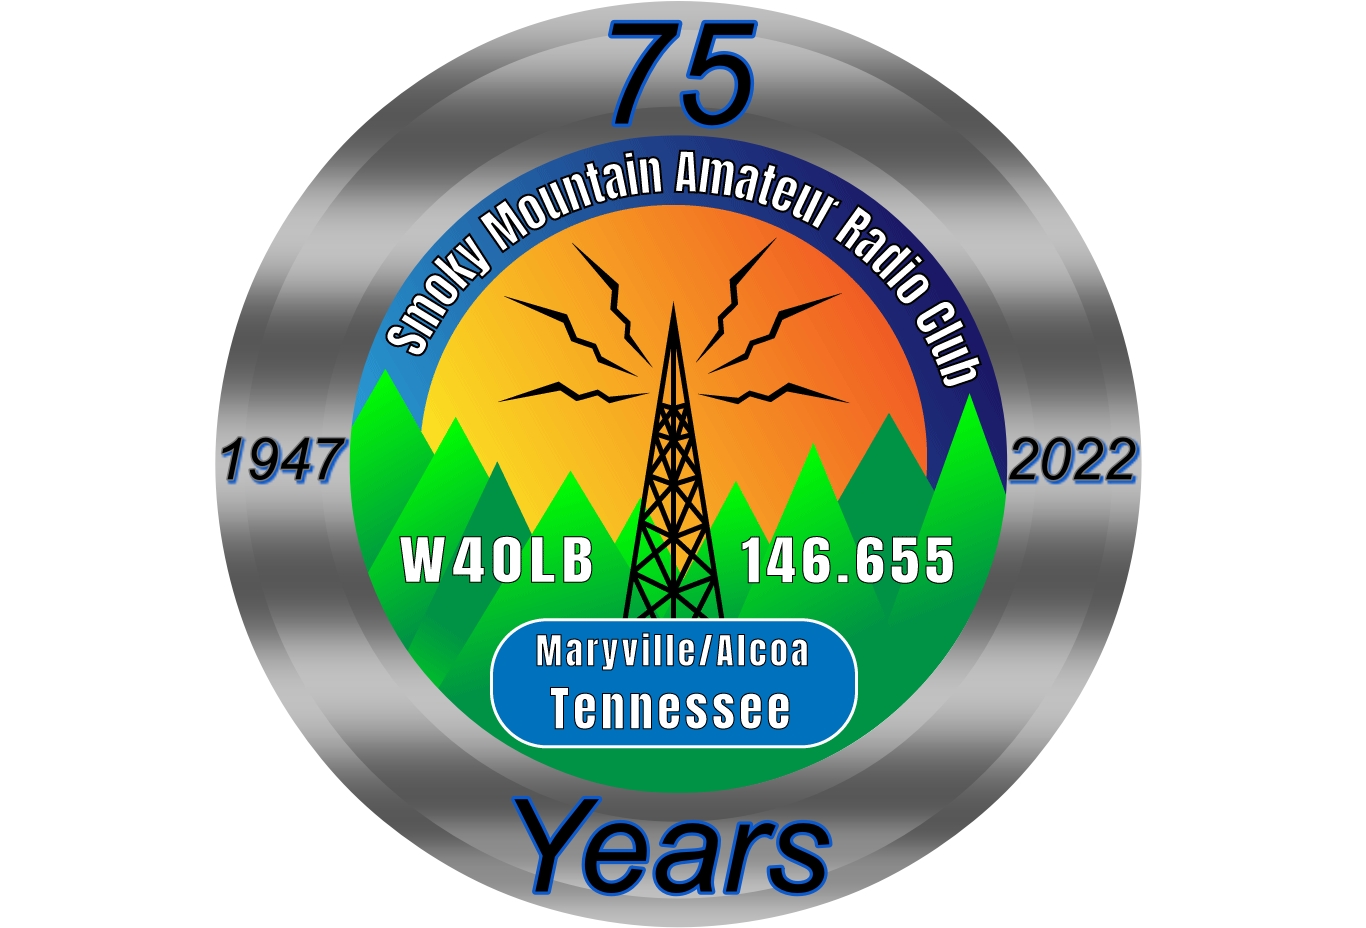 75
Smoky Mountain Amateur Radio Club
1947
2022
W4OLB
146.655
Maryville/Alcoa
Tennessee
Years